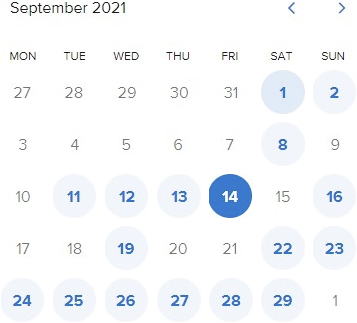 September 2021
MON TUE WED THU FRI SAT SUN
27 28 29 30 31 1 2
3 4 5 6 7 8 9
10 11 12 13 14 15 16
17 18 19 20 21 22 23
24 25 26 27 28 29 1